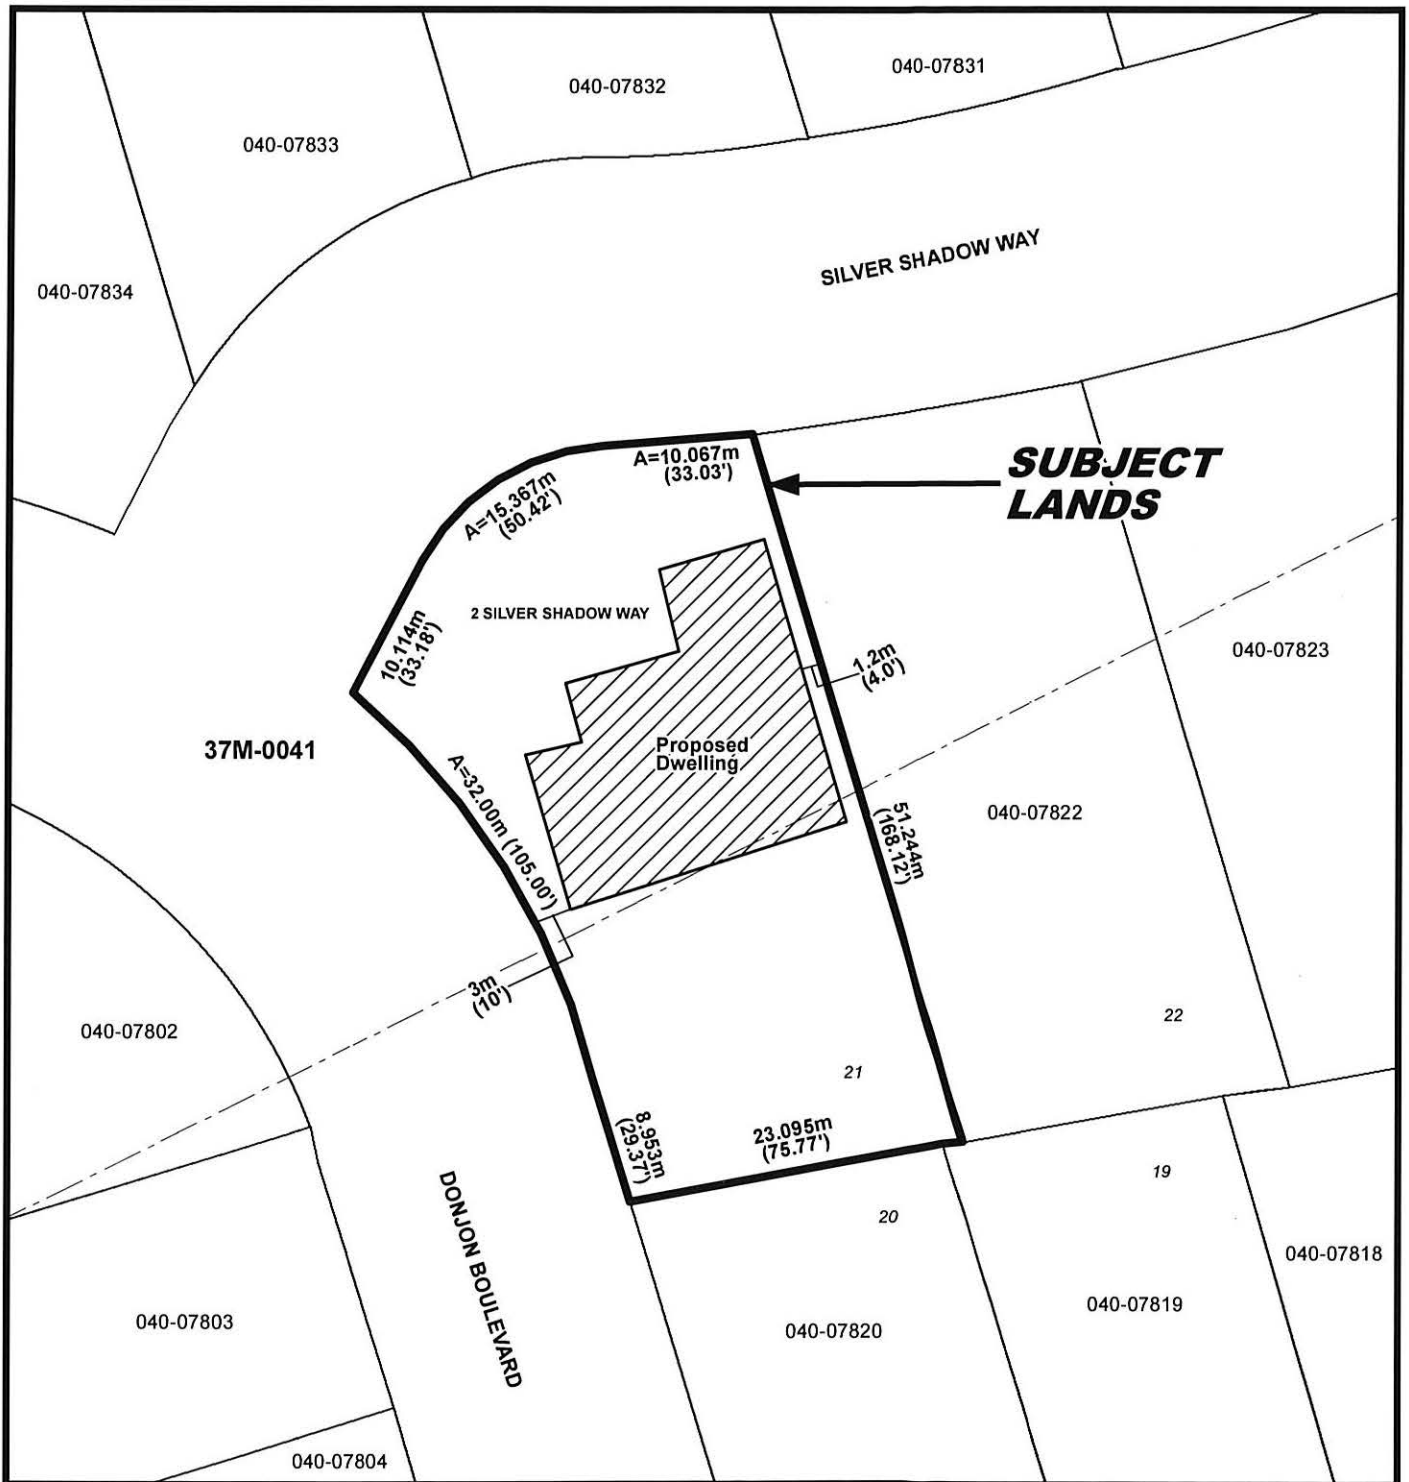 040-07831
040-07832
040-07833
040-07834
SILVER SHADOW WAY
SUBJECT
LANDS
A=10.067m
(33.03')
A=15.367m
(50.42')
2 SILVER SHADOW WAY
10.114m
(33.18')
1.2m
(4.0')
040-07823
37M-0041
Proposed
Dwelling
A=32.00m (105.00')
51.244m
(168.12')
040-07822
3m
(10')
040-07802
22
21
8.953m
(29.37')
23.095m
(75.77')
19
20
DONJON BOULEVARD
040-07818
040-07803
040-07820
040-07819
040-07804